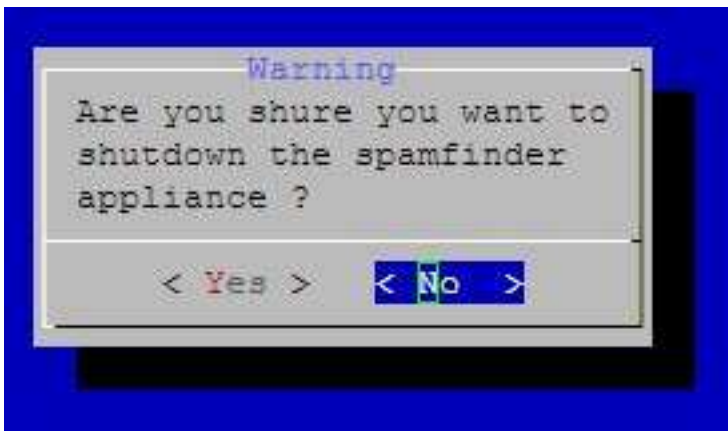 Warning
Are you shure you want to
shutdown the spamfinder
appliance ?
< Yes > < No >